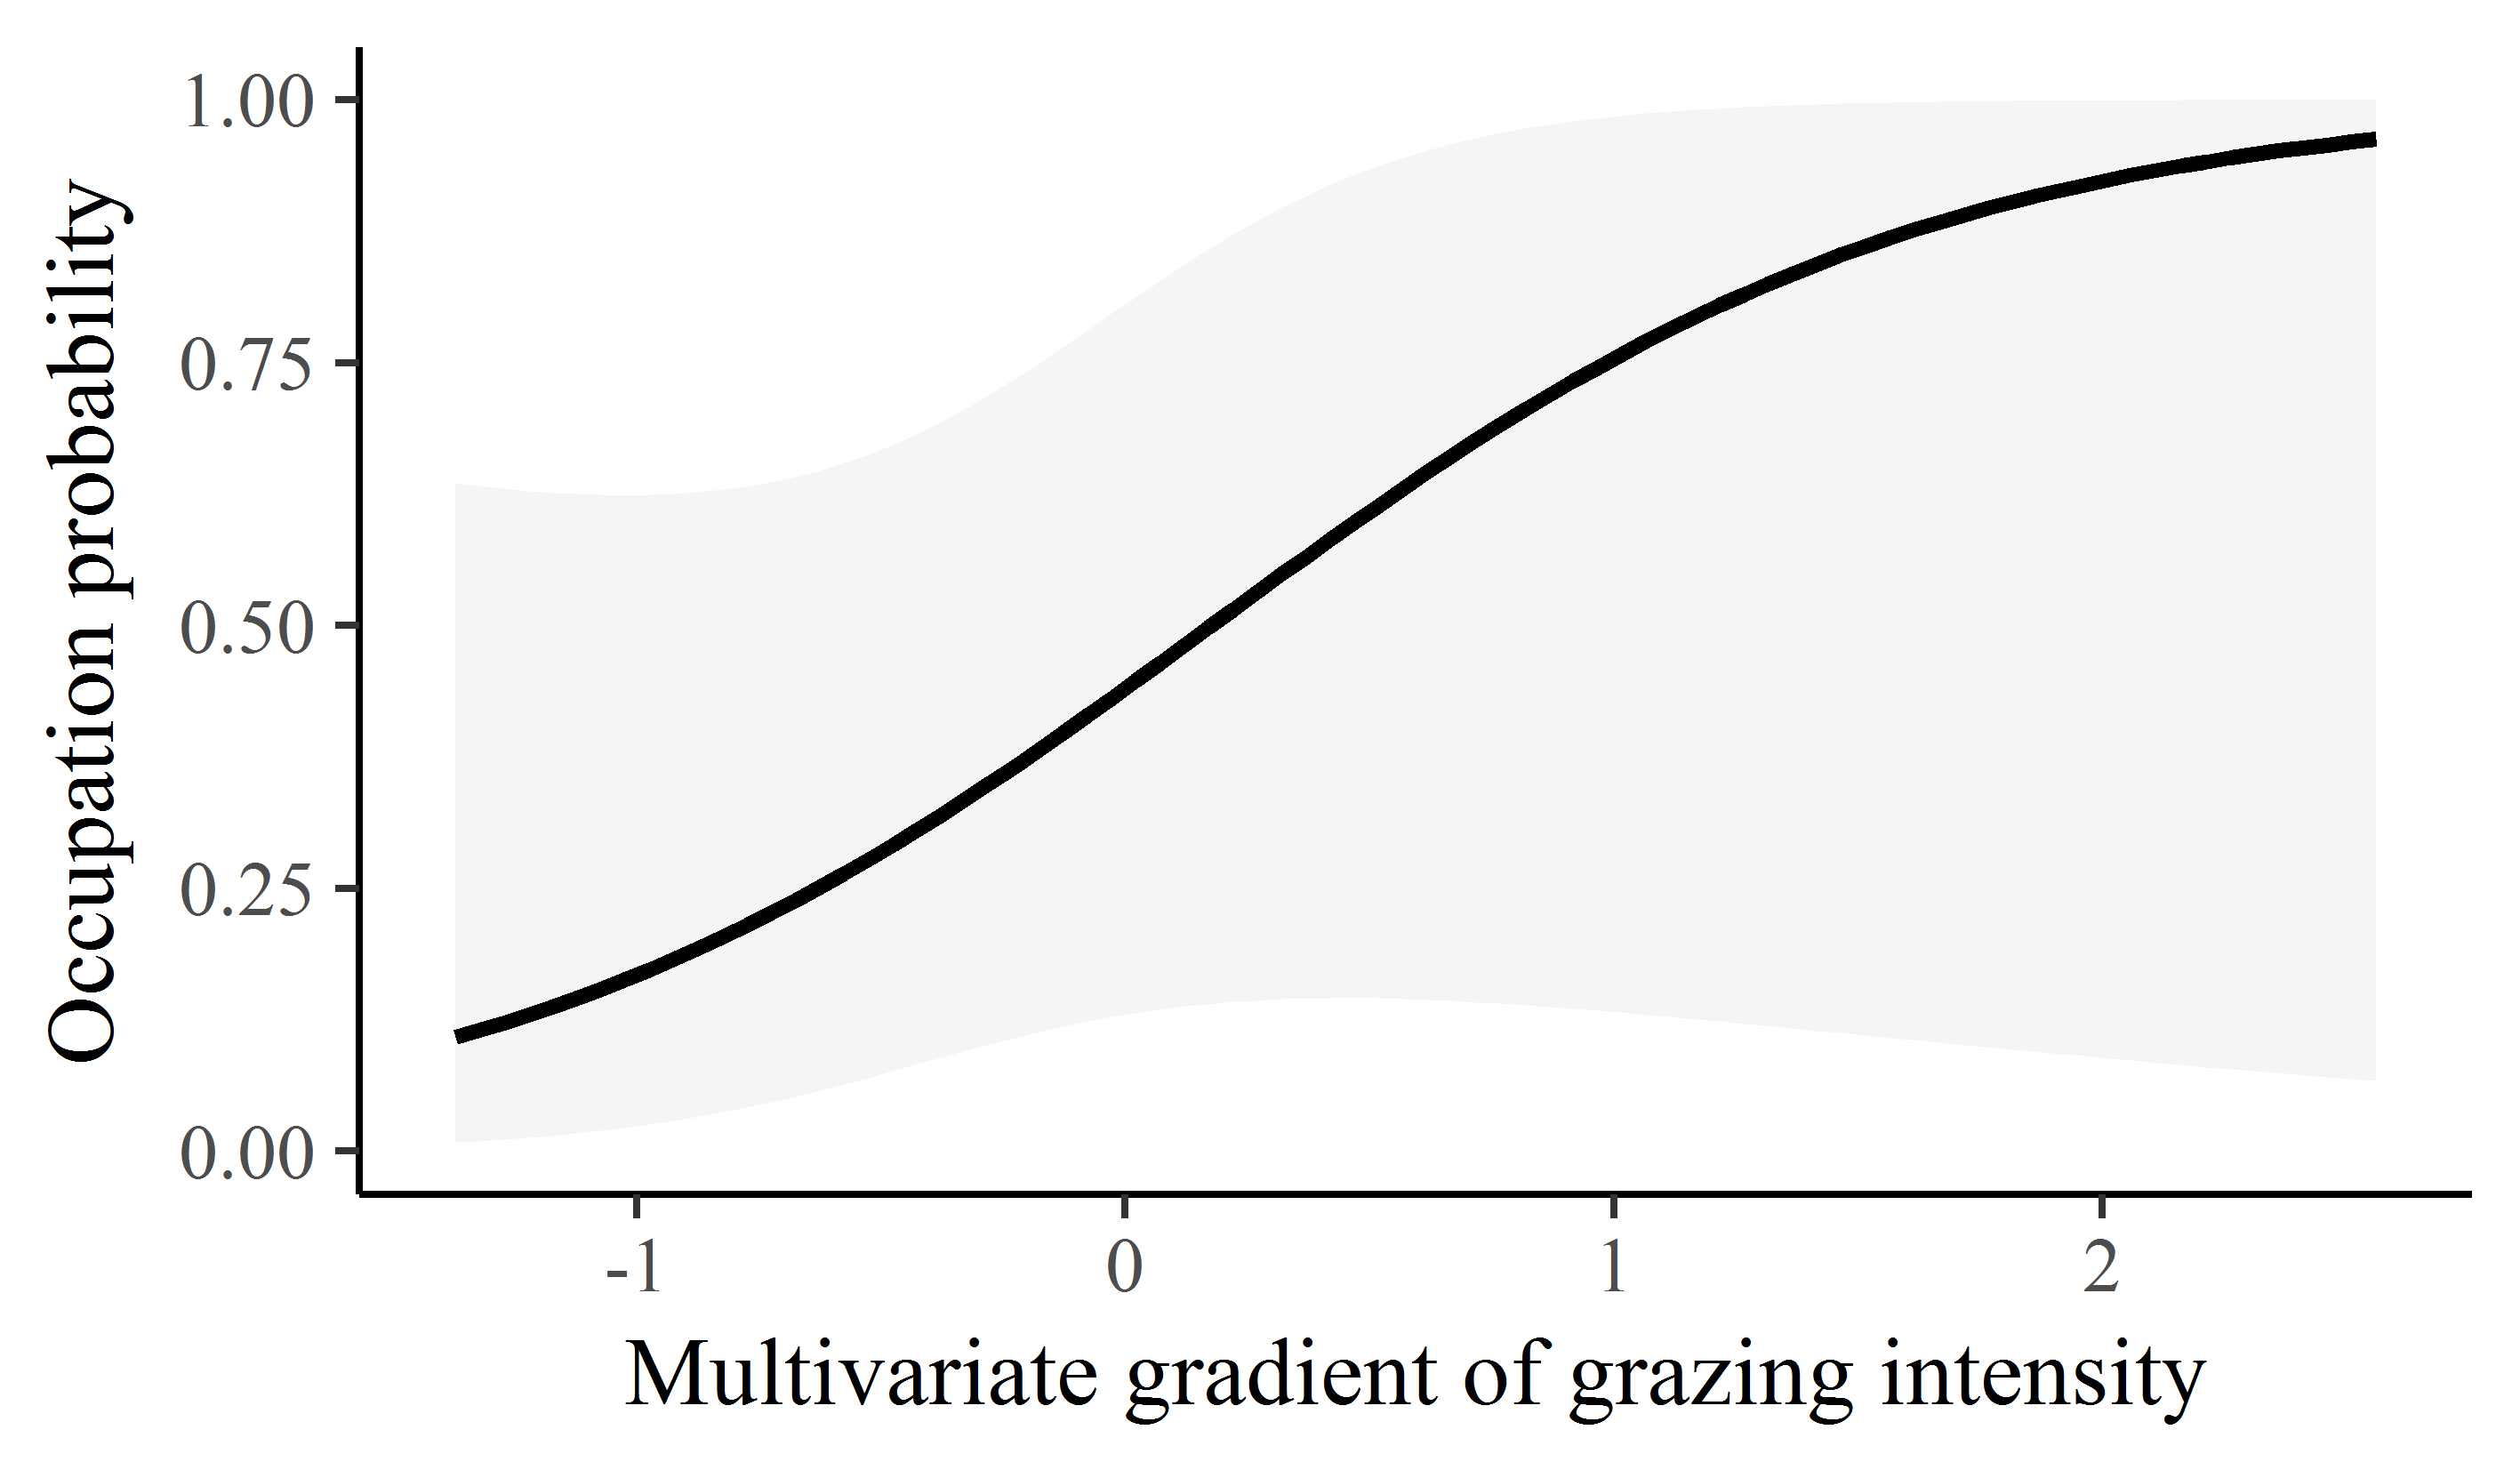 Occupation probability
1.00
0.75
0.50
0.25
0.00
-1 0 1 2
Multivariate gradient of grazing intensity